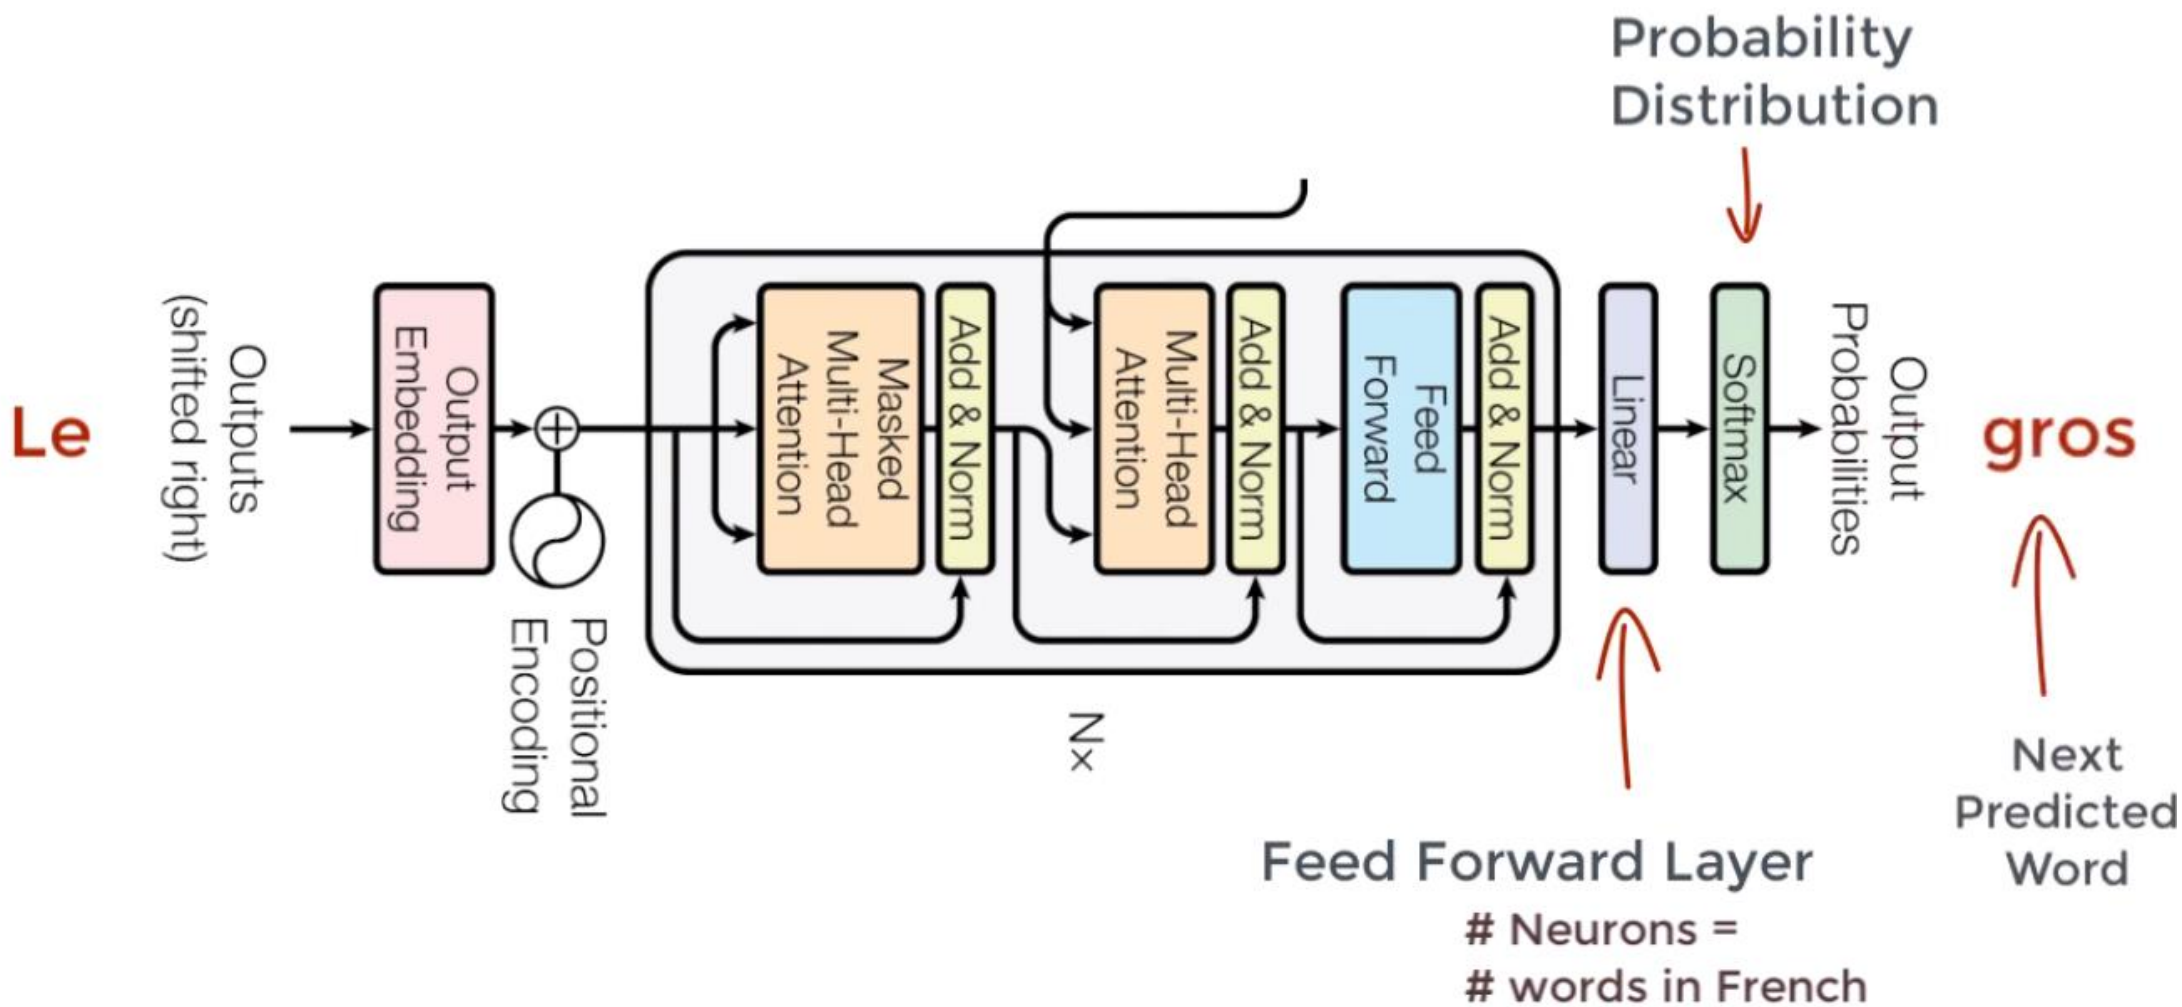 Probability
Distribution
Le
Outputs
(shifted right)
Output
Embedding
Positional
Encoding
Masked
Multi-Head
Attention
Add & Norm
Multi-Head
Attention
Add & Norm
Feed
Forward
Add & Norm
Nx
Linear
Softmax
Output
Probabilities
gros
Feed Forward Layer
# Neurons =
# words in French
Next
Predicted
Word